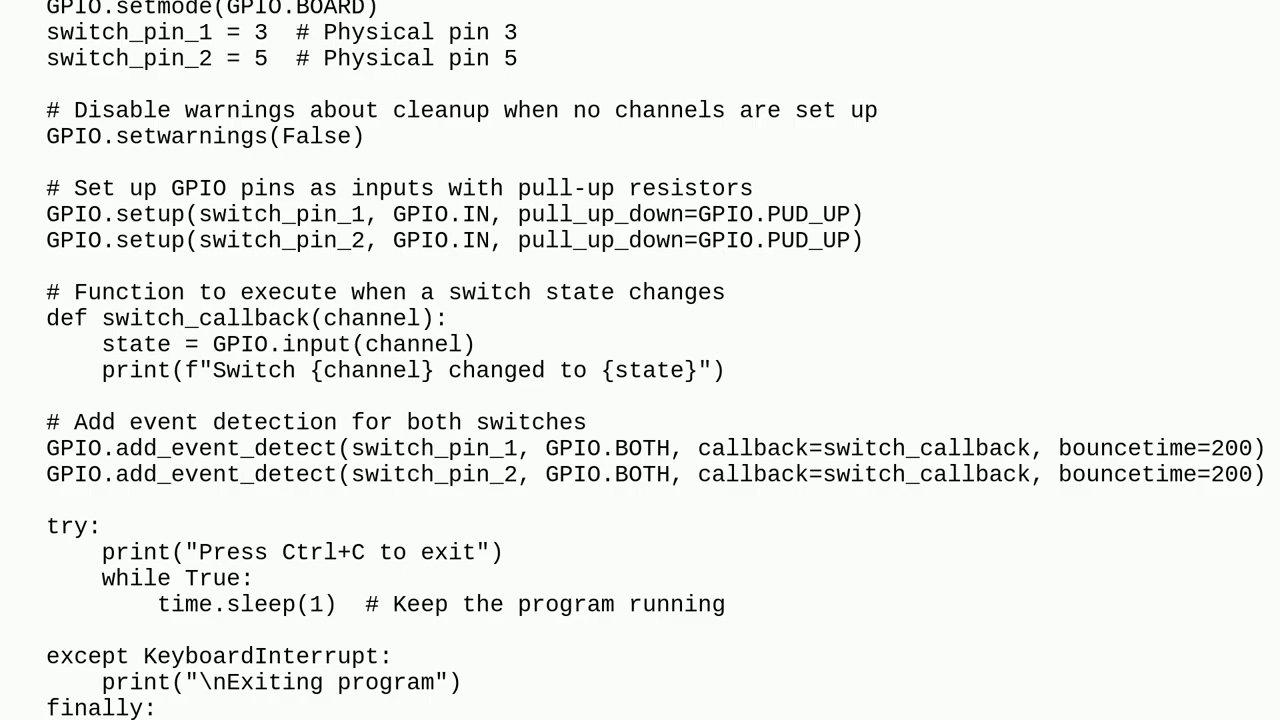 GPIO.setmode(GPIO.BOARD)
switch_pin_1 = 3  # Physical pin 3
switch_pin_2 = 5  # Physical pin 5

# Disable warnings about cleanup when no channels are set up
GPIO.setwarnings(False)

# Set up GPIO pins as inputs with pull-up resistors
GPIO.setup(switch_pin_1, GPIO.IN, pull_up_down=GPIO.PUD_UP)
GPIO.setup(switch_pin_2, GPIO.IN, pull_up_down=GPIO.PUD_UP)

# Function to execute when a switch state changes
def switch_callback(channel):
    state = GPIO.input(channel)
    print(f"Switch {channel} changed to {state}")

# Add event detection for both switches
GPIO.add_event_detect(switch_pin_1, GPIO.BOTH, callback=switch_callback, bouncetime=200)
GPIO.add_event_detect(switch_pin_2, GPIO.BOTH, callback=switch_callback, bouncetime=200)

try:
    print("Press Ctrl+C to exit")
    while True:
        time.sleep(1)  # Keep the program running

except KeyboardInterrupt:
    print("\nExiting program")
finally: